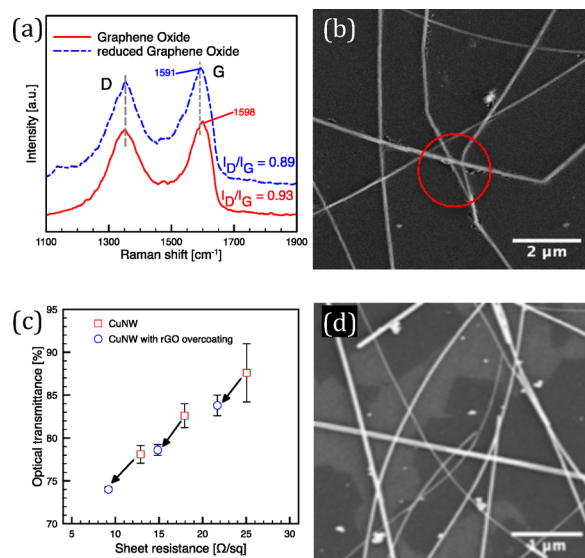 (a)
Graphene Oxide
reduced Graphene Oxide
1591
G
D
1598
I_D/I_G = 0.89
I_D/I_G = 0.93
Intensity [a.u.]
1100 1300 1500 1700 1900
Raman shift [cm⁻¹]
(b)
2 μm
(c)
CuNW
CuNW with rGO overcoating
95
90
85
80
75
70
Optical transmittance [%]
5 10 15 20 25 30
Sheet resistance [Ω/sq]
(d)
1 μm